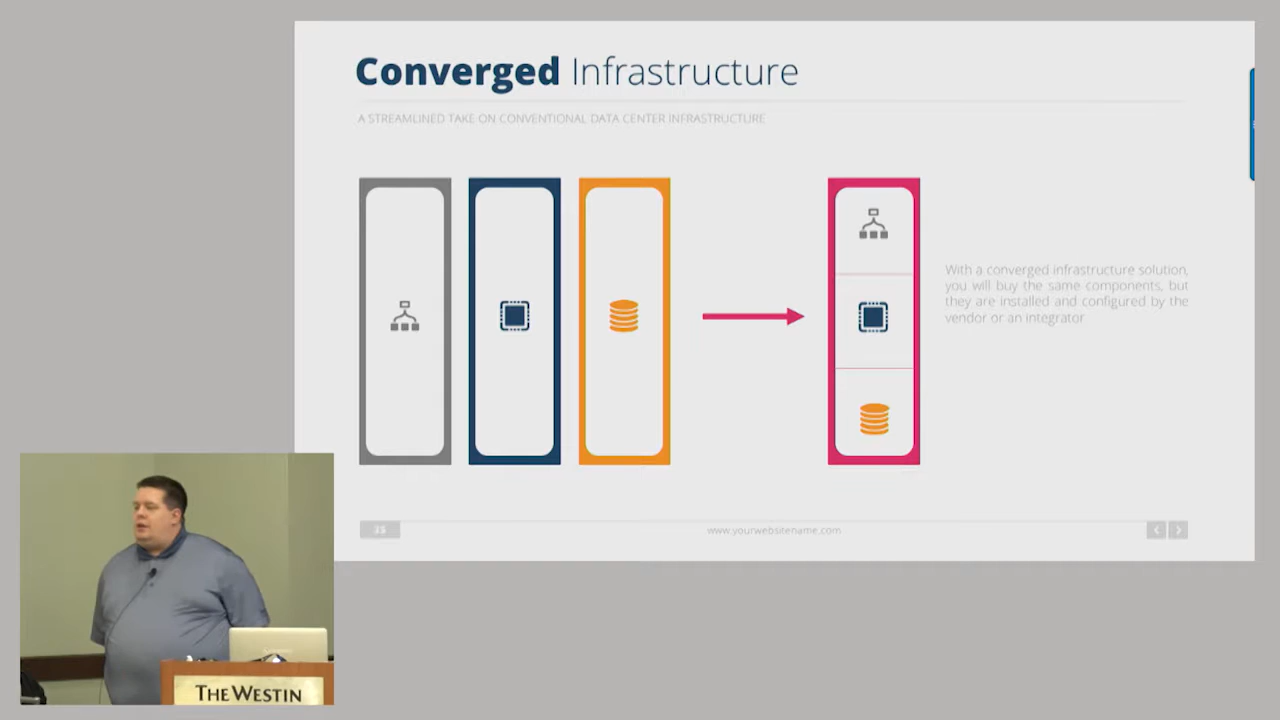 Converged Infrastructure
A STREAMLINED TAKE ON CONVENTIONAL DATA CENTER INFRASTRUCTURE
With a converged infrastructure solution,
you will buy the same components, but
they are installed and configured by the
vendor or an integrator
www.yourwebsitename.com
THE WESTIN